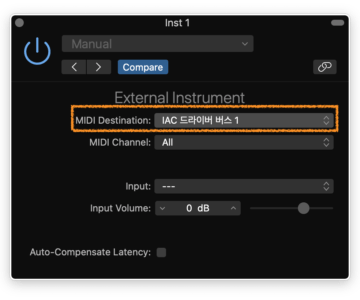 Inst 1
Manual
Compare
External Instrument
MIDI Destination: IAC 드라이버 버스 1
MIDI Channel: All
Input: ---
Input Volume: 0 dB
Auto-Compensate Latency: